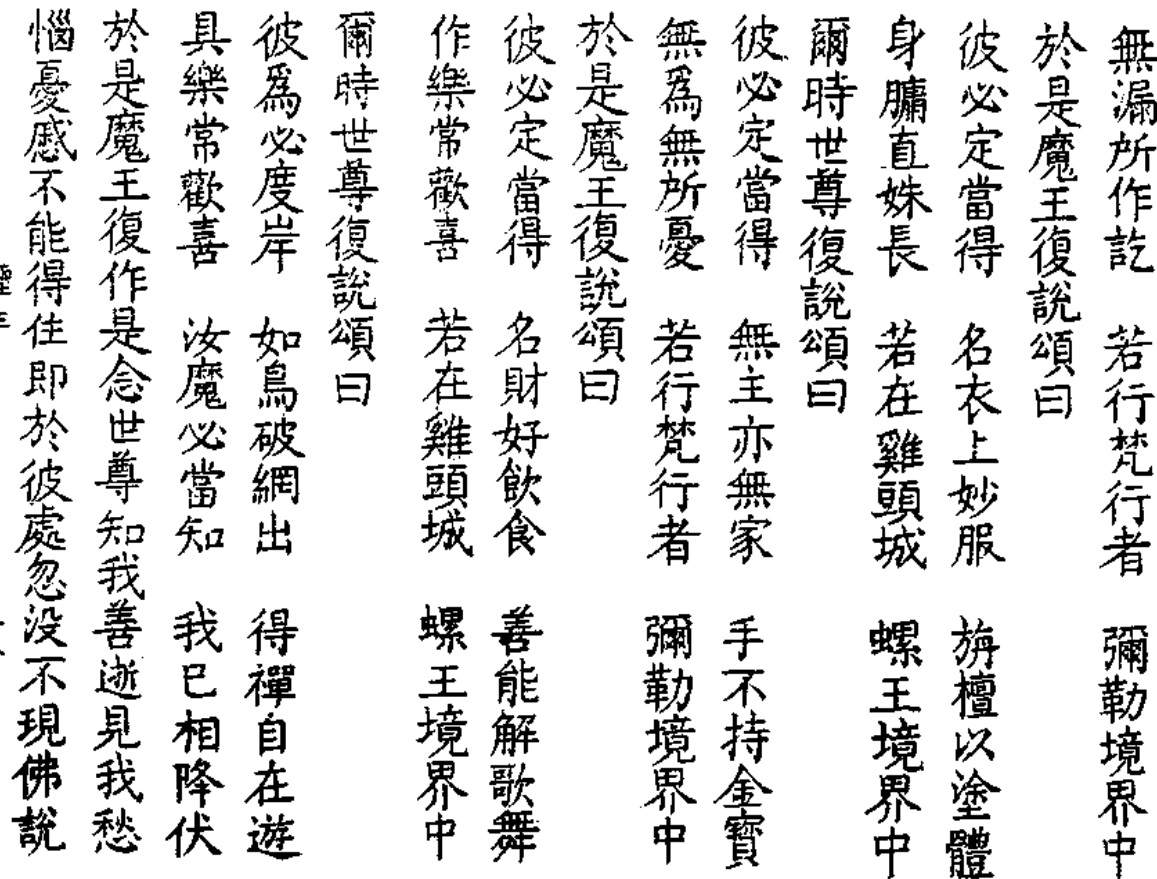 無漏所作訖　若行梵行者　彌勒境界中
於是魔王復說頌曰
彼必定當得　名衣上妙服　旃檀以塗體
身牗直姝長　若在雞頭城　螺王境界中
爾時世尊復說頌曰
彼必定當得　無主亦無家　手不持金寶
無為無所憂　若行梵行者　彌勒境界中
於是魔王復說頌曰
彼必定當得　名財好飲食　善能解歌舞
作樂常歡喜　若在雞頭城　螺王境界中
爾時世尊復說頌曰
彼為必度岸　如鳥破網出　得禪自在遊
具樂常歡喜　汝魔必當知　我已相降伏
於是魔王復作是念世尊知我善逝見我愁
惱憂慼不能得住即於彼處忽没不現佛說